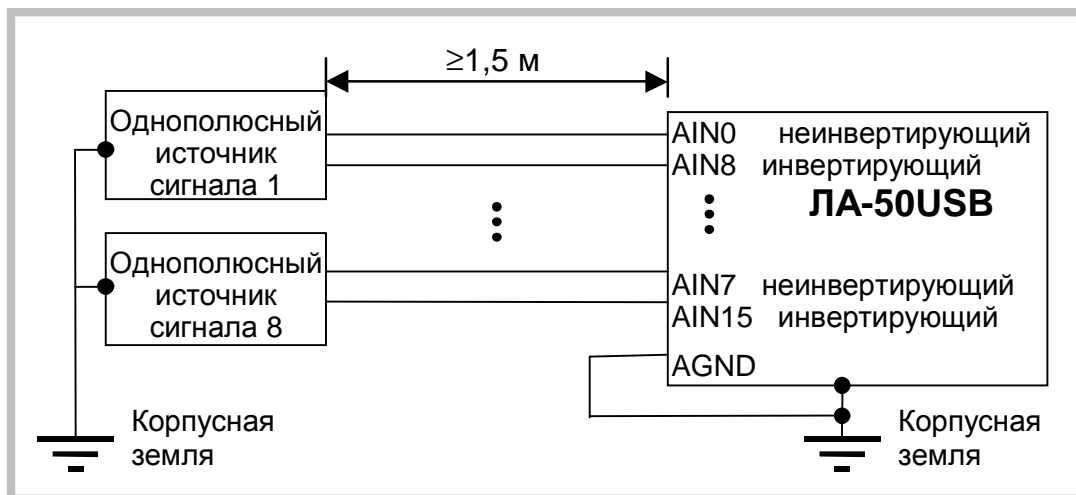 ≥1,5 м
Однополюсный
источник
сигнала 1
AIN0 неинвертирующий
AIN8 инвертирующий
ЛА-50USB
Однополюсный
источник
сигнала 8
AIN7 неинвертирующий
AIN15 инвертирующий
AGND
Корпусная
земля
Корпусная
земля